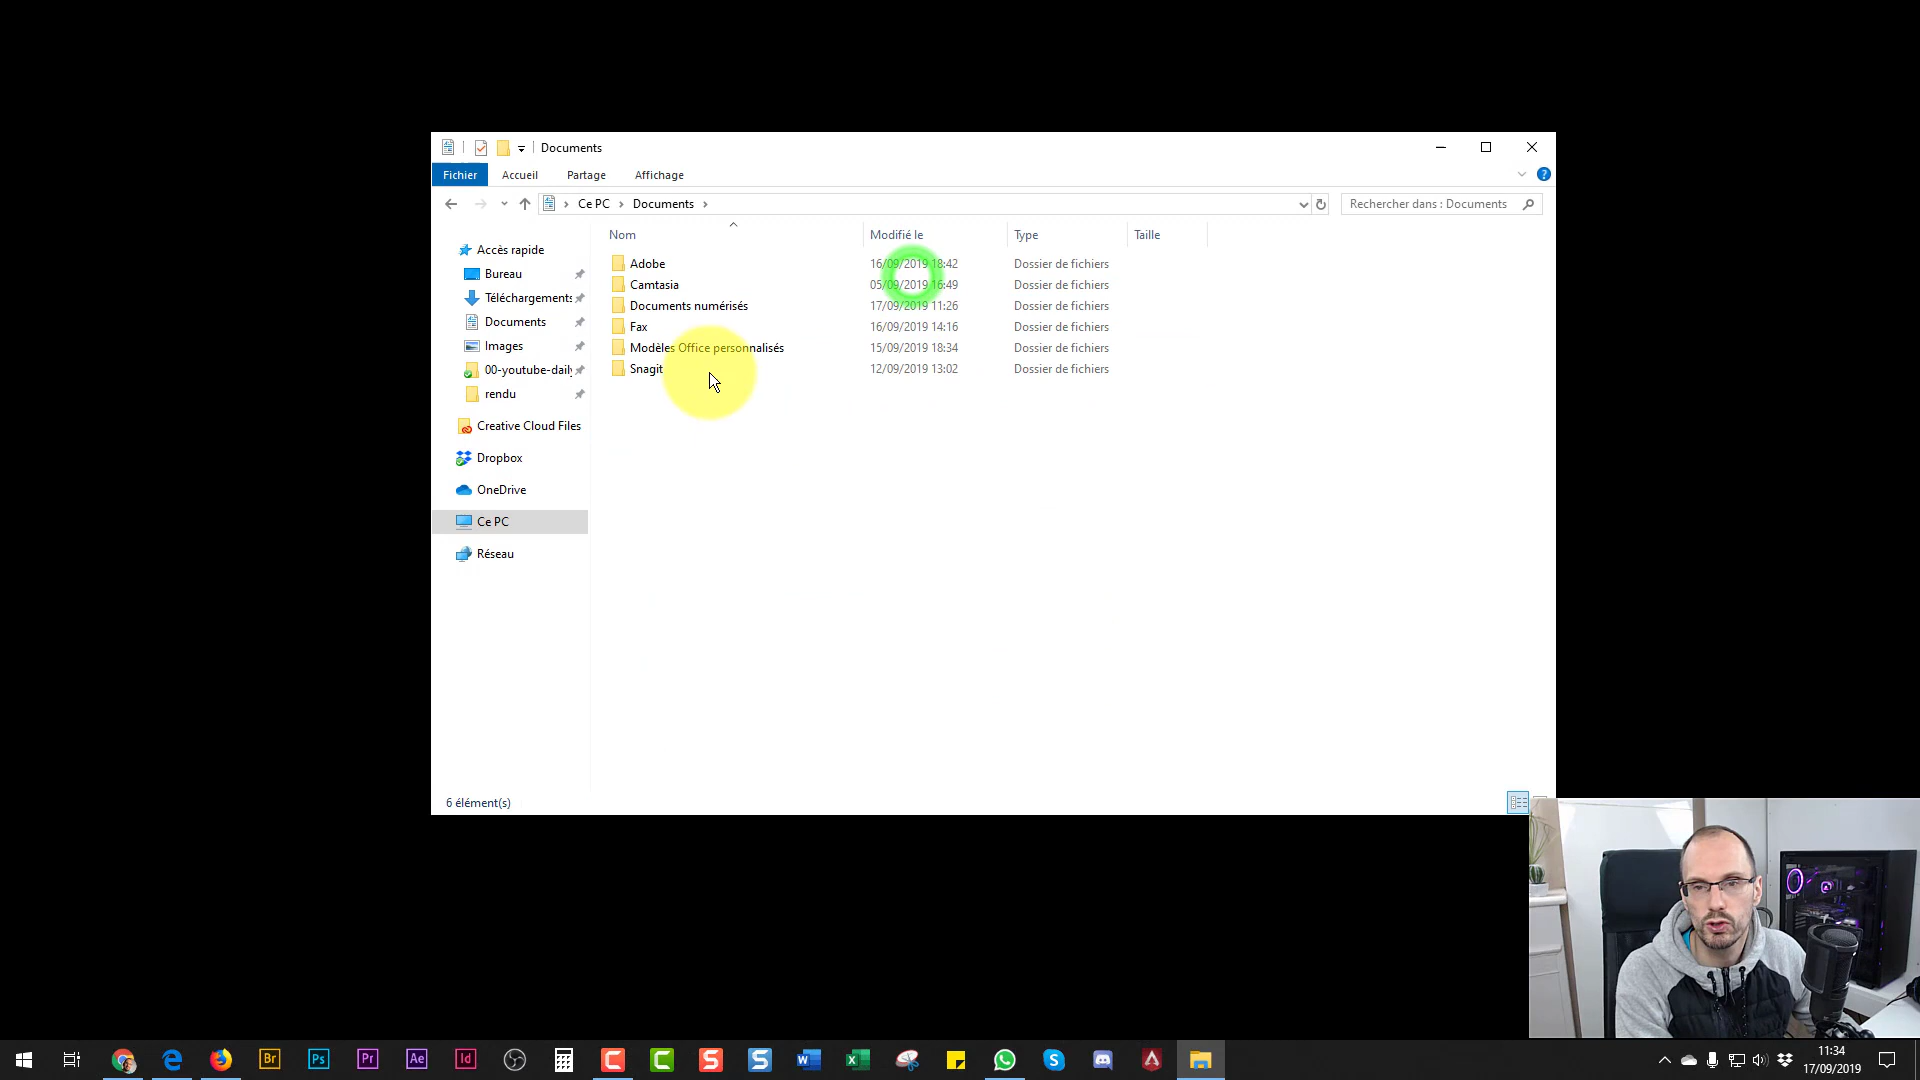 Documents
Fichier Accueil Partage Affichage ?
Ce PC Documents Rechercher dans : Documents
Nom Modifié le Type Taille
Accès rapide
Bureau
Téléchargements
Documents
Images
00-youtube-daily
rendu
Creative Cloud Files
Dropbox
OneDrive
Ce PC
Réseau
Adobe 16/09/2019 18:42 Dossier de fichiers
Camtasia 05/09/2019 16:49 Dossier de fichiers
Documents numérisés 17/09/2019 11:26 Dossier de fichiers
Fax 16/09/2019 14:16 Dossier de fichiers
Modèles Office personnalisés 15/09/2019 18:34 Dossier de fichiers
Snagit 12/09/2019 13:02 Dossier de fichiers
6 élément(s)
Br Ps Pr Ae Id C C S S W X S A
11:34
17/09/2019